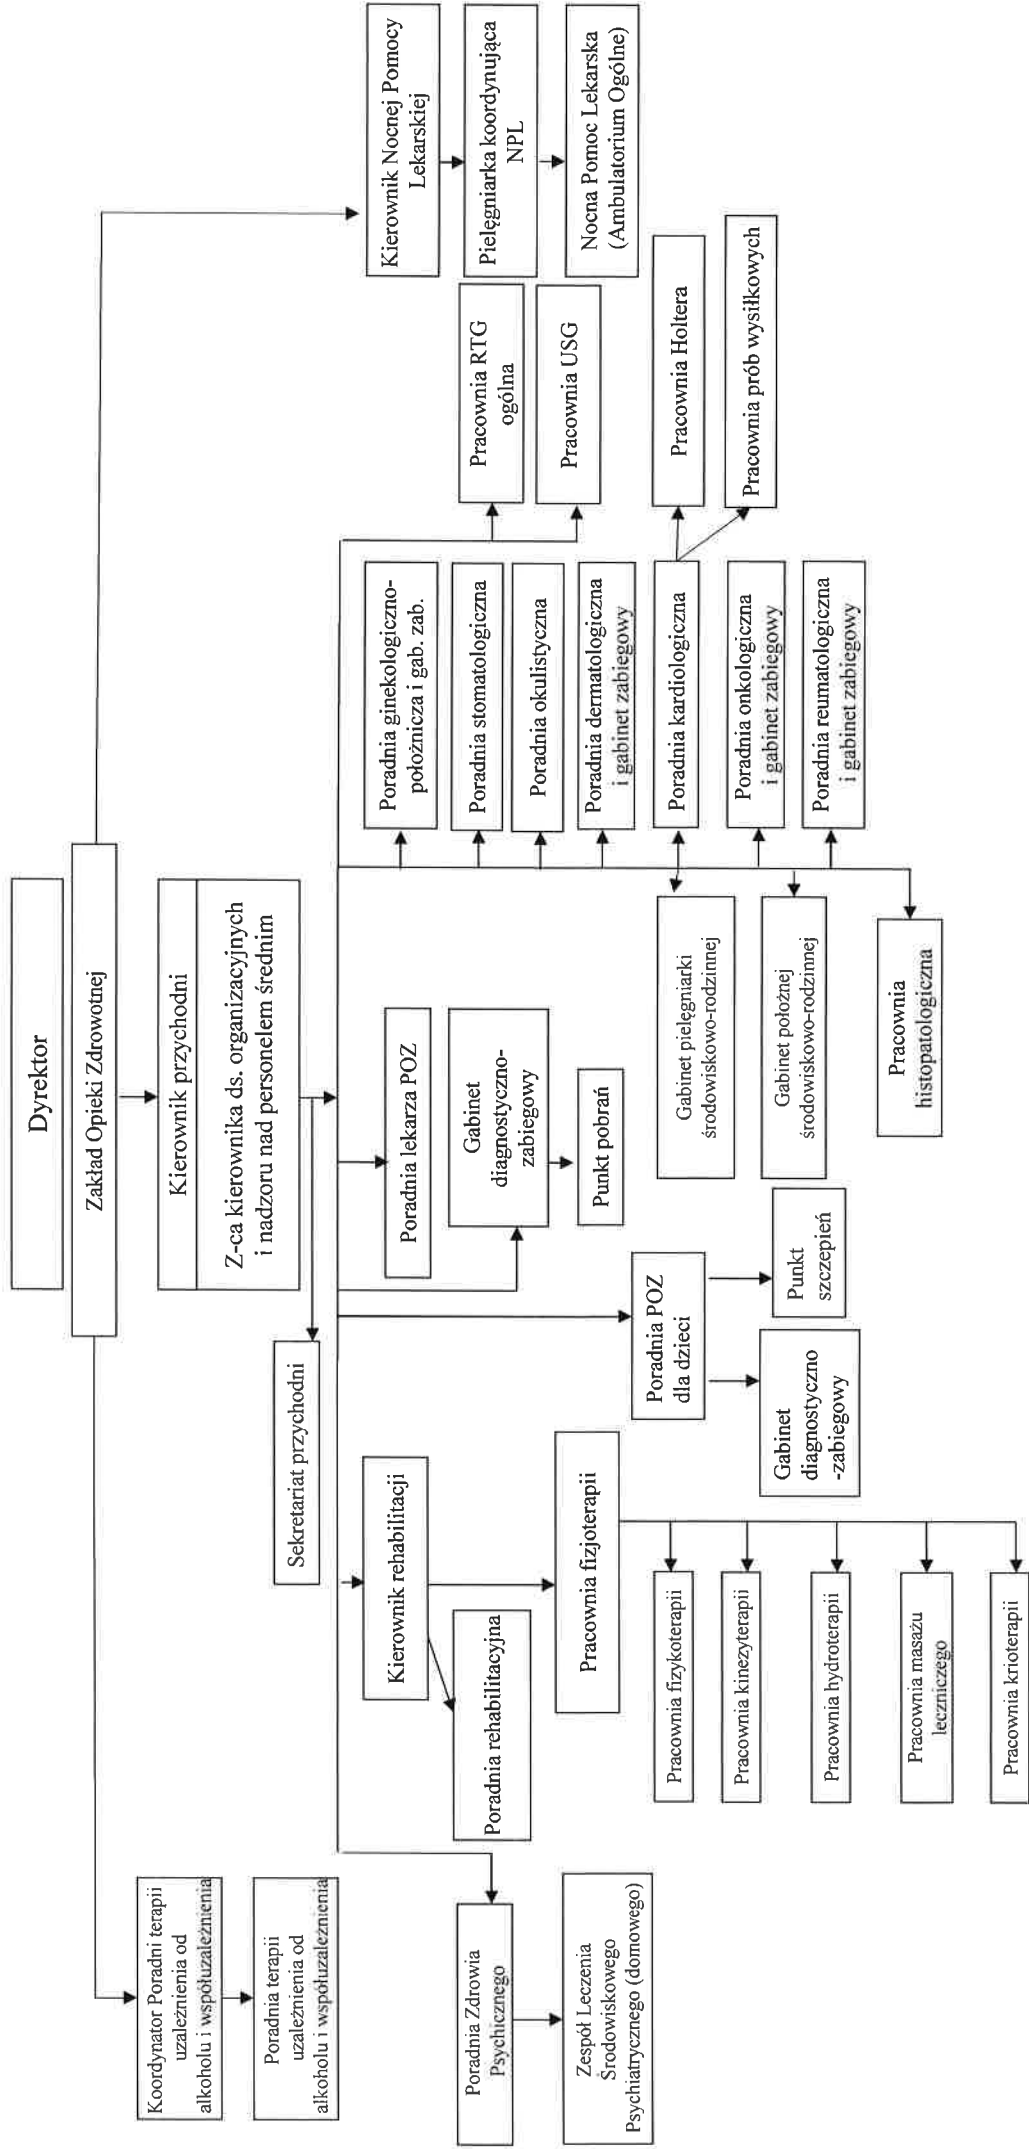 Dyrektor
Zakład Opieki Zdrowotnej
Kierownik przychodni
Z-ca kierownika ds. organizacyjnych
i nadzoru nad personelem średnim
Sekretariat przychodni
Koordynator Poradni terapii
uzależnienia od
alkoholu i współuzależnienia
Poradnia terapii
uzależnienia od
alkoholu i współuzależnienia
Poradnia Zdrowia
Psychicznego
Zespół Leczenia
Środowiskowego
Psychiatrycznego (domowego)
Kierownik rehabilitacji
Poradnia rehabilitacyjna
Pracownia fizjoterapii
Pracownia fizykoterapii
Pracownia kinezyterapii
Pracownia hydroterapii
Pracownia masażu
leczniczego
Pracownia krioterapii
Poradnia POZ
dla dzieci
Gabinet
diagnostyczno
-zabiegowy
Punkt
szczepień
Poradnia lekarza POZ
Gabinet
diagnostyczno-
zabiegowy
Punkt pobrań
Gabinet pielęgniarki
środowiskowo-rodzinnej
Gabinet położnej
środowiskowo-rodzinnej
Pracownia
histopatologiczna
Poradnia ginekologiczno-
położnicza i gab. zab.
Poradnia stomatologiczna
Poradnia okulistyczna
Poradnia dermatologiczna
i gabinet zabiegowy
Poradnia kardiologiczna
Poradnia onkologiczna
i gabinet zabiegowy
Poradnia reumatologiczna
i gabinet zabiegowy
Pracownia RTG
ogólna
Pracownia USG
Pracownia Holtera
Pracownia prób wysiłkowych
Kierownik Nocnej Pomocy
Lekarskiej
Pielęgniarka koordynująca
NPL
Nocna Pomoc Lekarska
(Ambulatorium Ogólne)